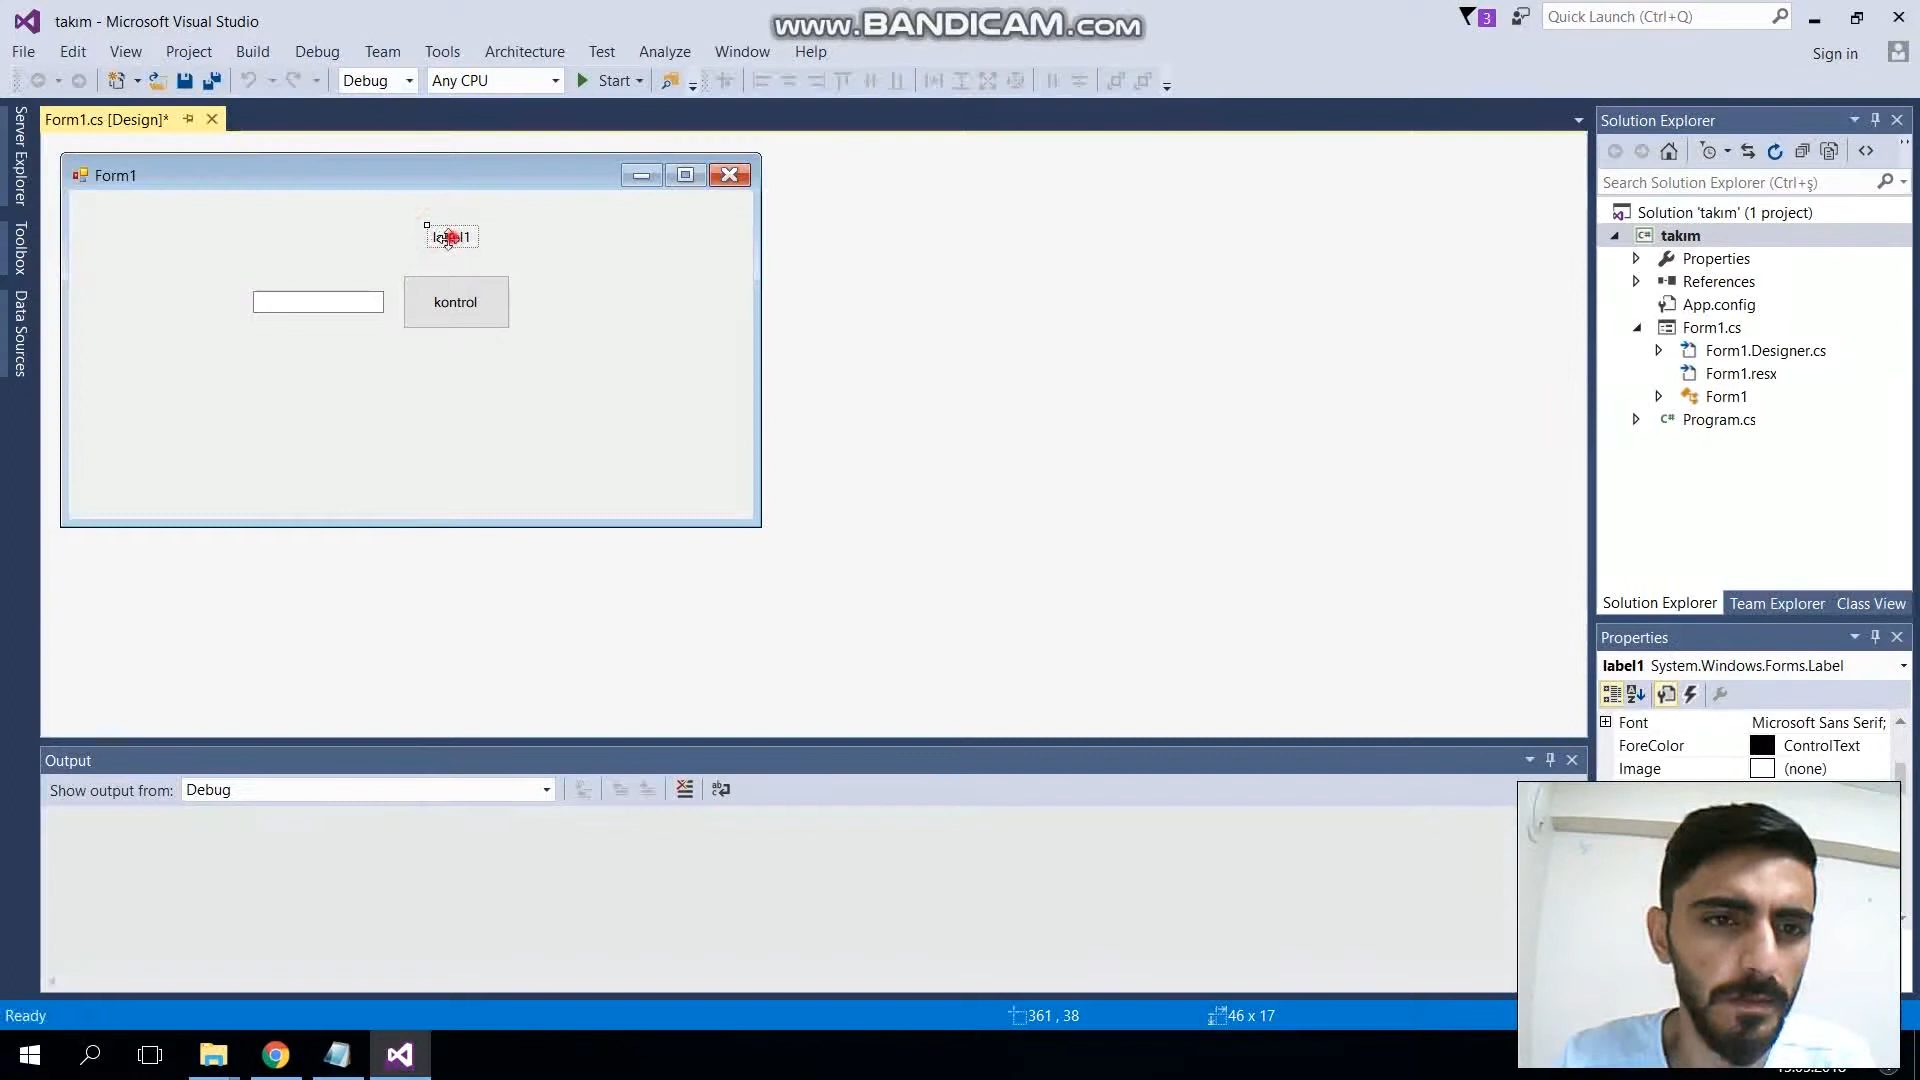 takım - Microsoft Visual Studio
www.BANDICAM.com
3
Quick Launch (Ctrl+Q)
File Edit View Project Build Debug Team Tools Architecture Test Analyze Window Help
Sign in
Debug Any CPU Start
Server Explorer
Toolbox
Data Sources
Form1.cs [Design]*
Form1
label1
kontrol
Solution Explorer
Search Solution Explorer (Ctrl+ş)
Solution 'takım' (1 project)
takım
Properties
References
App.config
Form1.cs
Form1.Designer.cs
Form1.resx
Form1
Program.cs
Solution Explorer Team Explorer Class View
Properties
label1 System.Windows.Forms.Label
Font Microsoft Sans Serif;
ForeColor ControlText
Image (none)
Output
Show output from: Debug
Ready
361 , 38
46 x 17